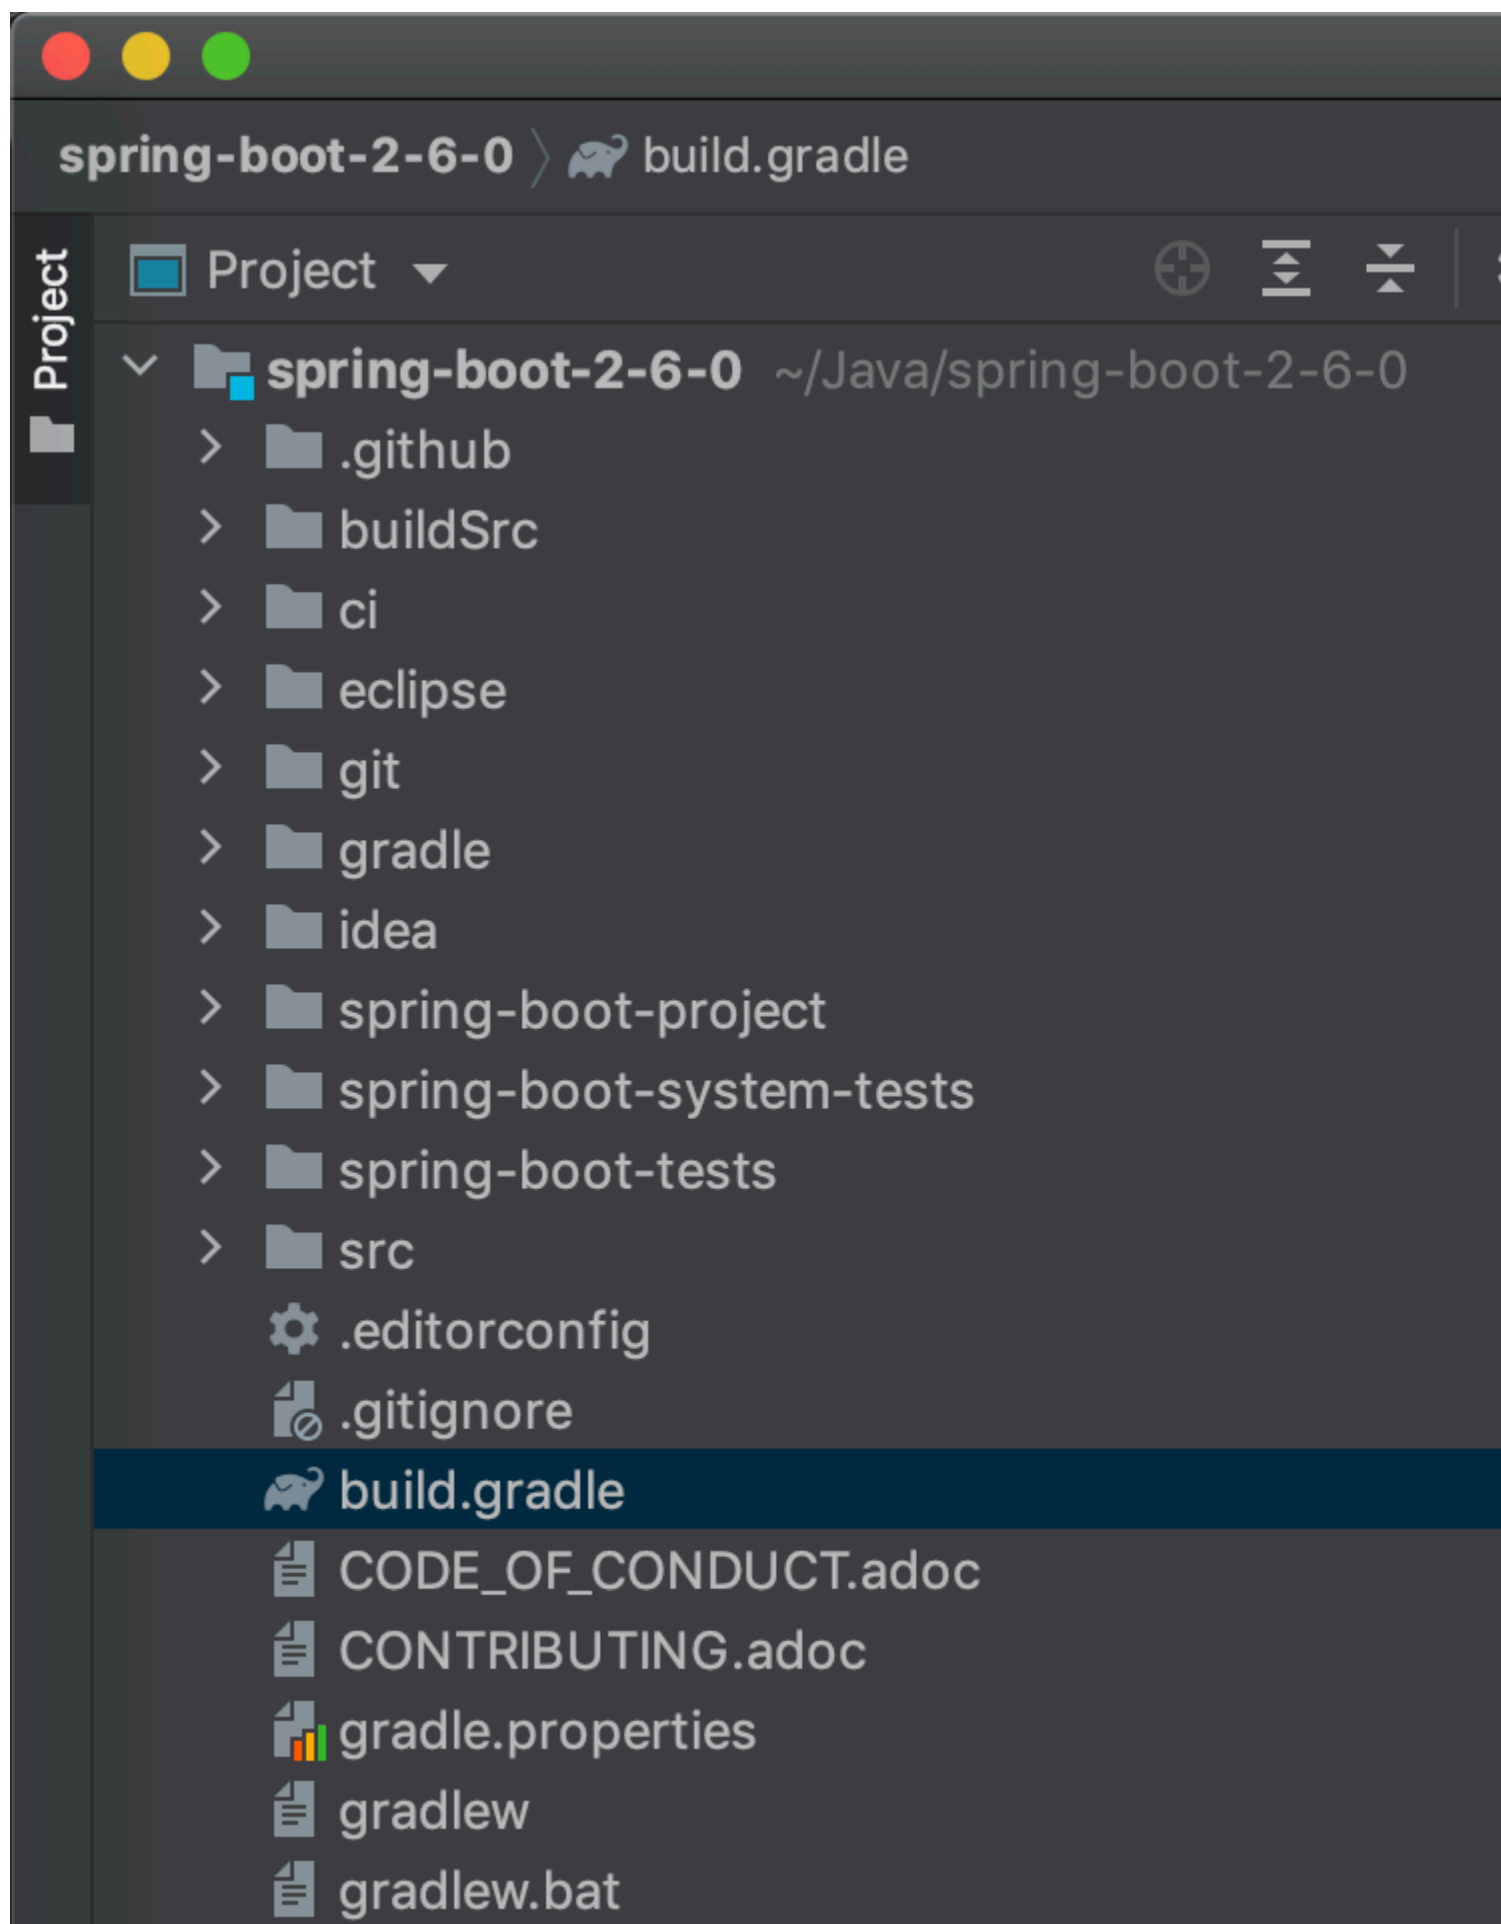 spring-boot-2-6-0 build.gradle
Project
Project
spring-boot-2-6-0 ~/Java/spring-boot-2-6-0
.github
buildSrc
ci
eclipse
git
gradle
idea
spring-boot-project
spring-boot-system-tests
spring-boot-tests
src
.editorconfig
.gitignore
build.gradle
CODE_OF_CONDUCT.adoc
CONTRIBUTING.adoc
gradle.properties
gradlew
gradlew.bat